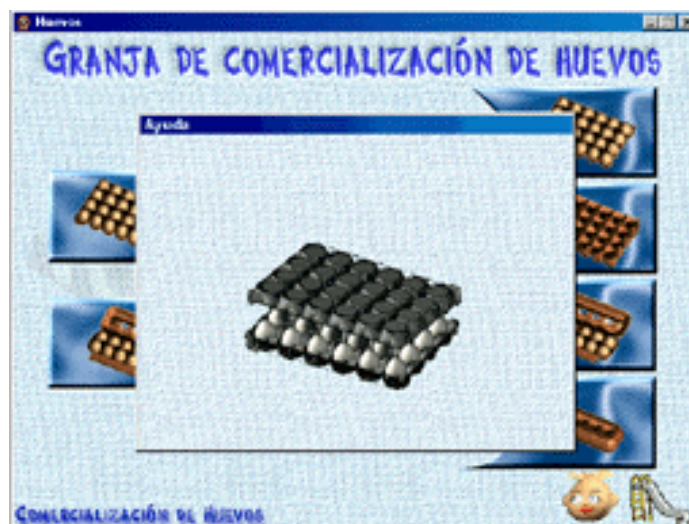 Huevos
GRANJA DE COMERCIALIZACIÓN DE HUEVOS
Ayuda
COMERCIALIZACIÓN DE HUEVOS